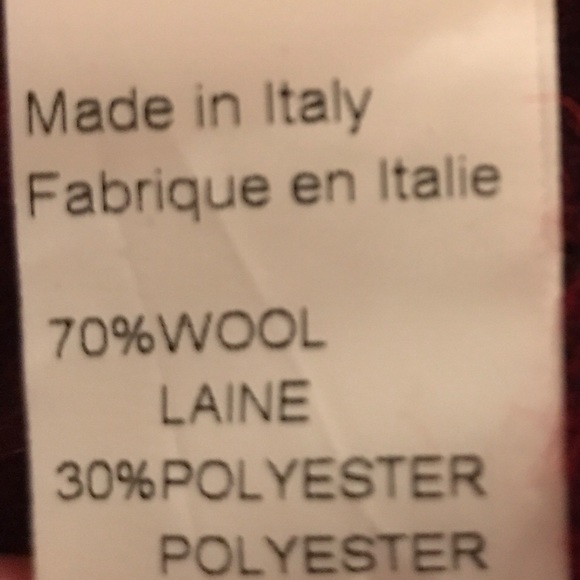 Made in Italy
Fabrique en Italie
70%WOOL
LAINE
30%POLYESTER
POLYESTER